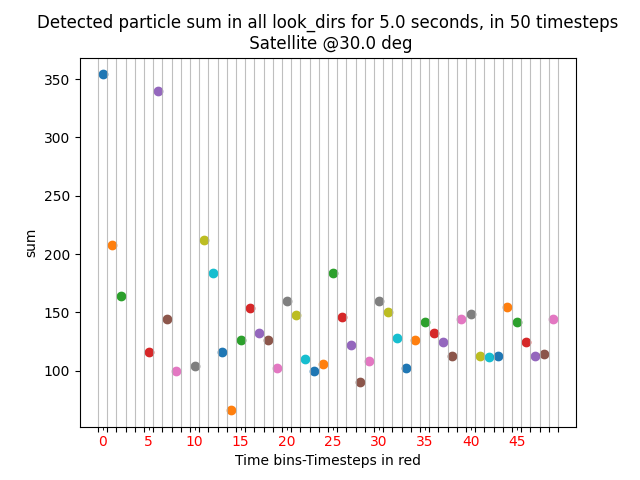 Detected particle sum in all look_dirs for 5.0 seconds, in 50 timesteps
Satellite @30.0 deg
350
300
250
200
150
100
sum
0 5 10 15 20 25 30 35 40 45
Time bins-Timesteps in red